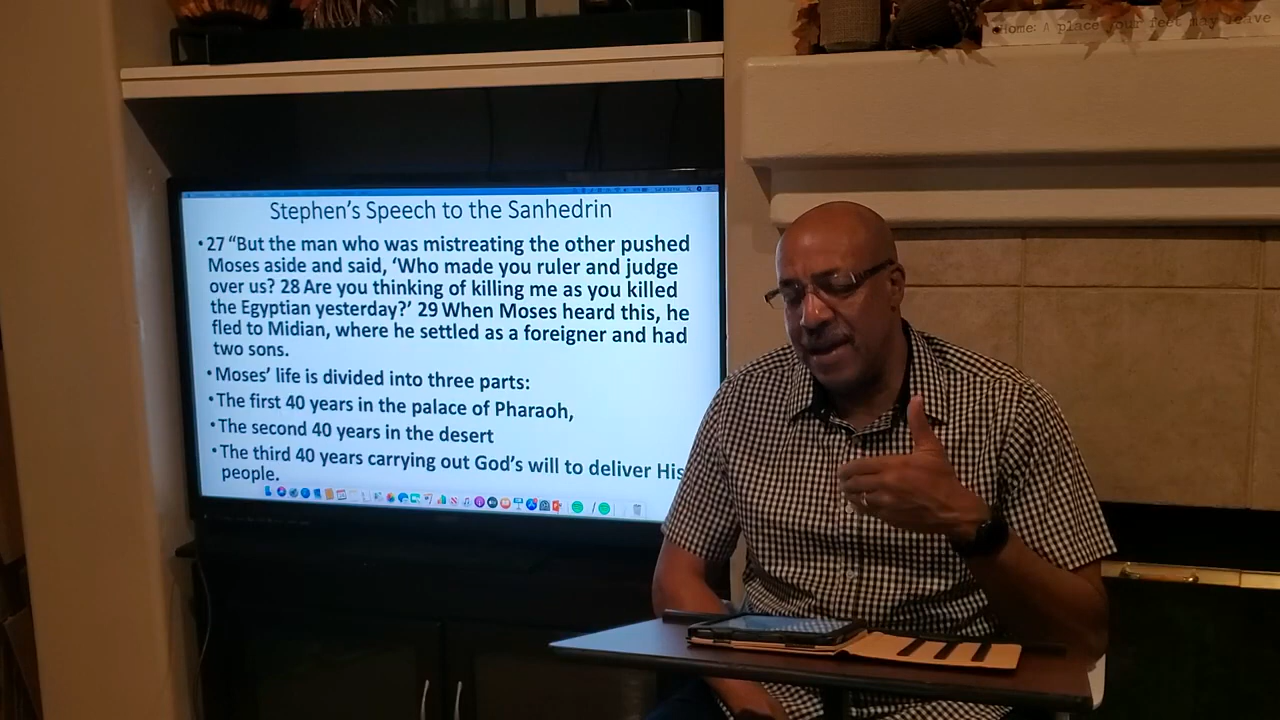 Home: A place your feet may leave
Stephen's Speech to the Sanhedrin
•27 “But the man who was mistreating the other pushed
Moses aside and said, ‘Who made you ruler and judge
over us? 28 Are you thinking of killing me as you killed
the Egyptian yesterday?’ 29 When Moses heard this, he
fled to Midian, where he settled as a foreigner and had
two sons.
•Moses’ life is divided into three parts:
•The first 40 years in the palace of Pharaoh,
•The second 40 years in the desert
•The third 40 years carrying out God’s will to deliver His
people.